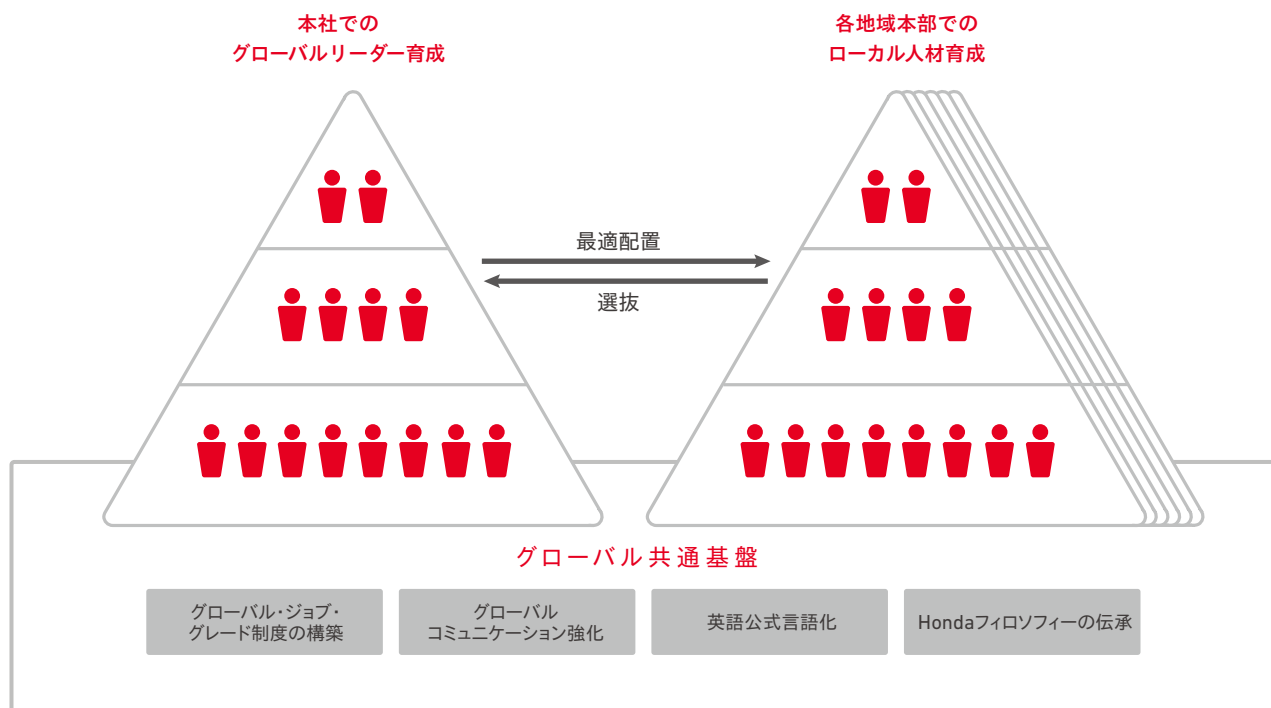 本社での
グローバルリーダー育成
各地域本部での
ローカル人材育成
最適配置
選抜
グローバル共通基盤
グローバル・ジョブ・
グレード制度の構築
グローバル
コミュニケーション強化
英語公式言語化
Hondaフィロソフィーの伝承